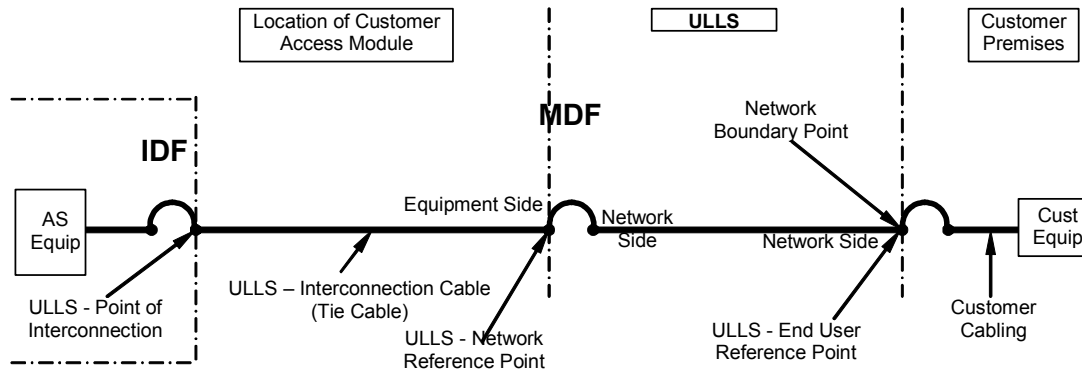 Location of Customer
Access Module
ULLS
Customer
Premises
IDF
MDF
Network
Boundary Point
AS
Equip
Equipment Side
Network
Side
Network Side
Cust
Equip
ULLS - Point of
Interconnection
ULLS – Interconnection Cable
(Tie Cable)
ULLS - Network
Reference Point
ULLS - End User
Reference Point
Customer
Cabling